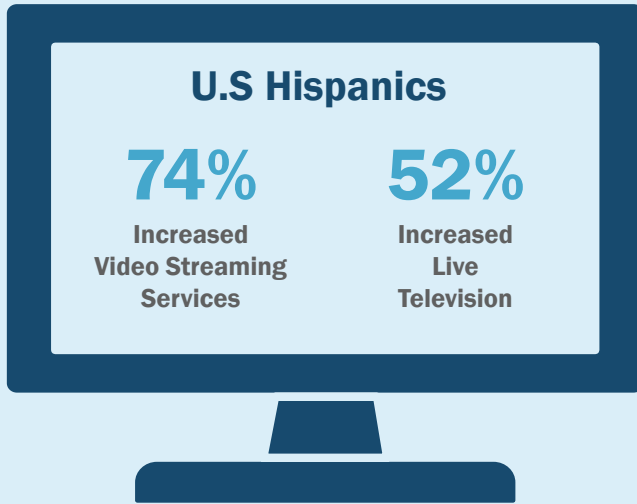 U.S Hispanics
74%
Increased
Video Streaming
Services
52%
Increased
Live
Television